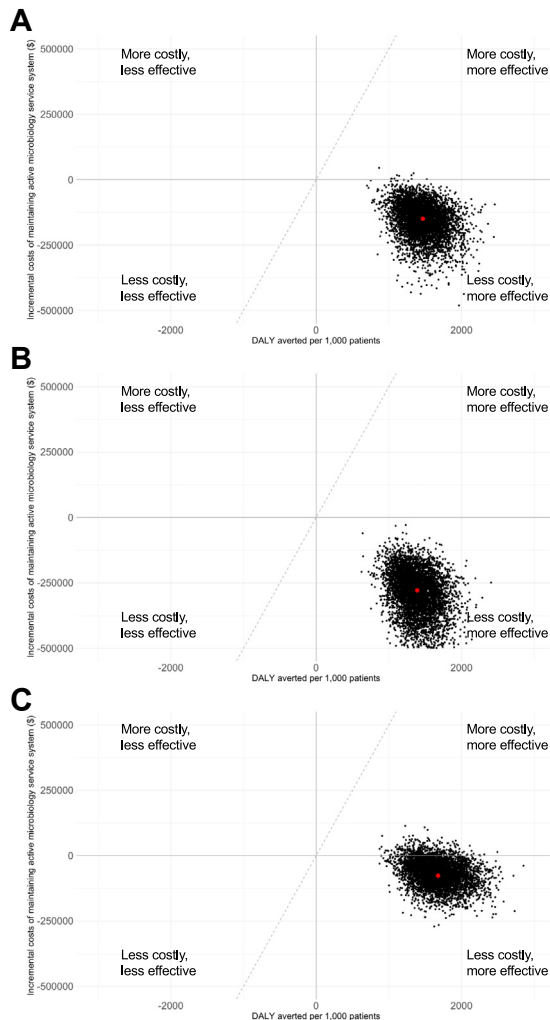 A
Incremental costs of maintaining active microbiology service system ($)
500000
250000
0
-250000
-500000
More costly,
less effective
More costly,
more effective
Less costly,
less effective
Less costly,
more effective
-2000
0
2000
DALY averted per 1,000 patients
B
Incremental costs of maintaining active microbiology service system ($)
500000
250000
0
-250000
-500000
More costly,
less effective
More costly,
more effective
Less costly,
less effective
Less costly,
more effective
-2000
0
2000
DALY averted per 1,000 patients
C
Incremental costs of maintaining active microbiology service system ($)
500000
250000
0
-250000
-500000
More costly,
less effective
More costly,
more effective
Less costly,
less effective
Less costly,
more effective
-2000
0
2000
DALY averted per 1,000 patients